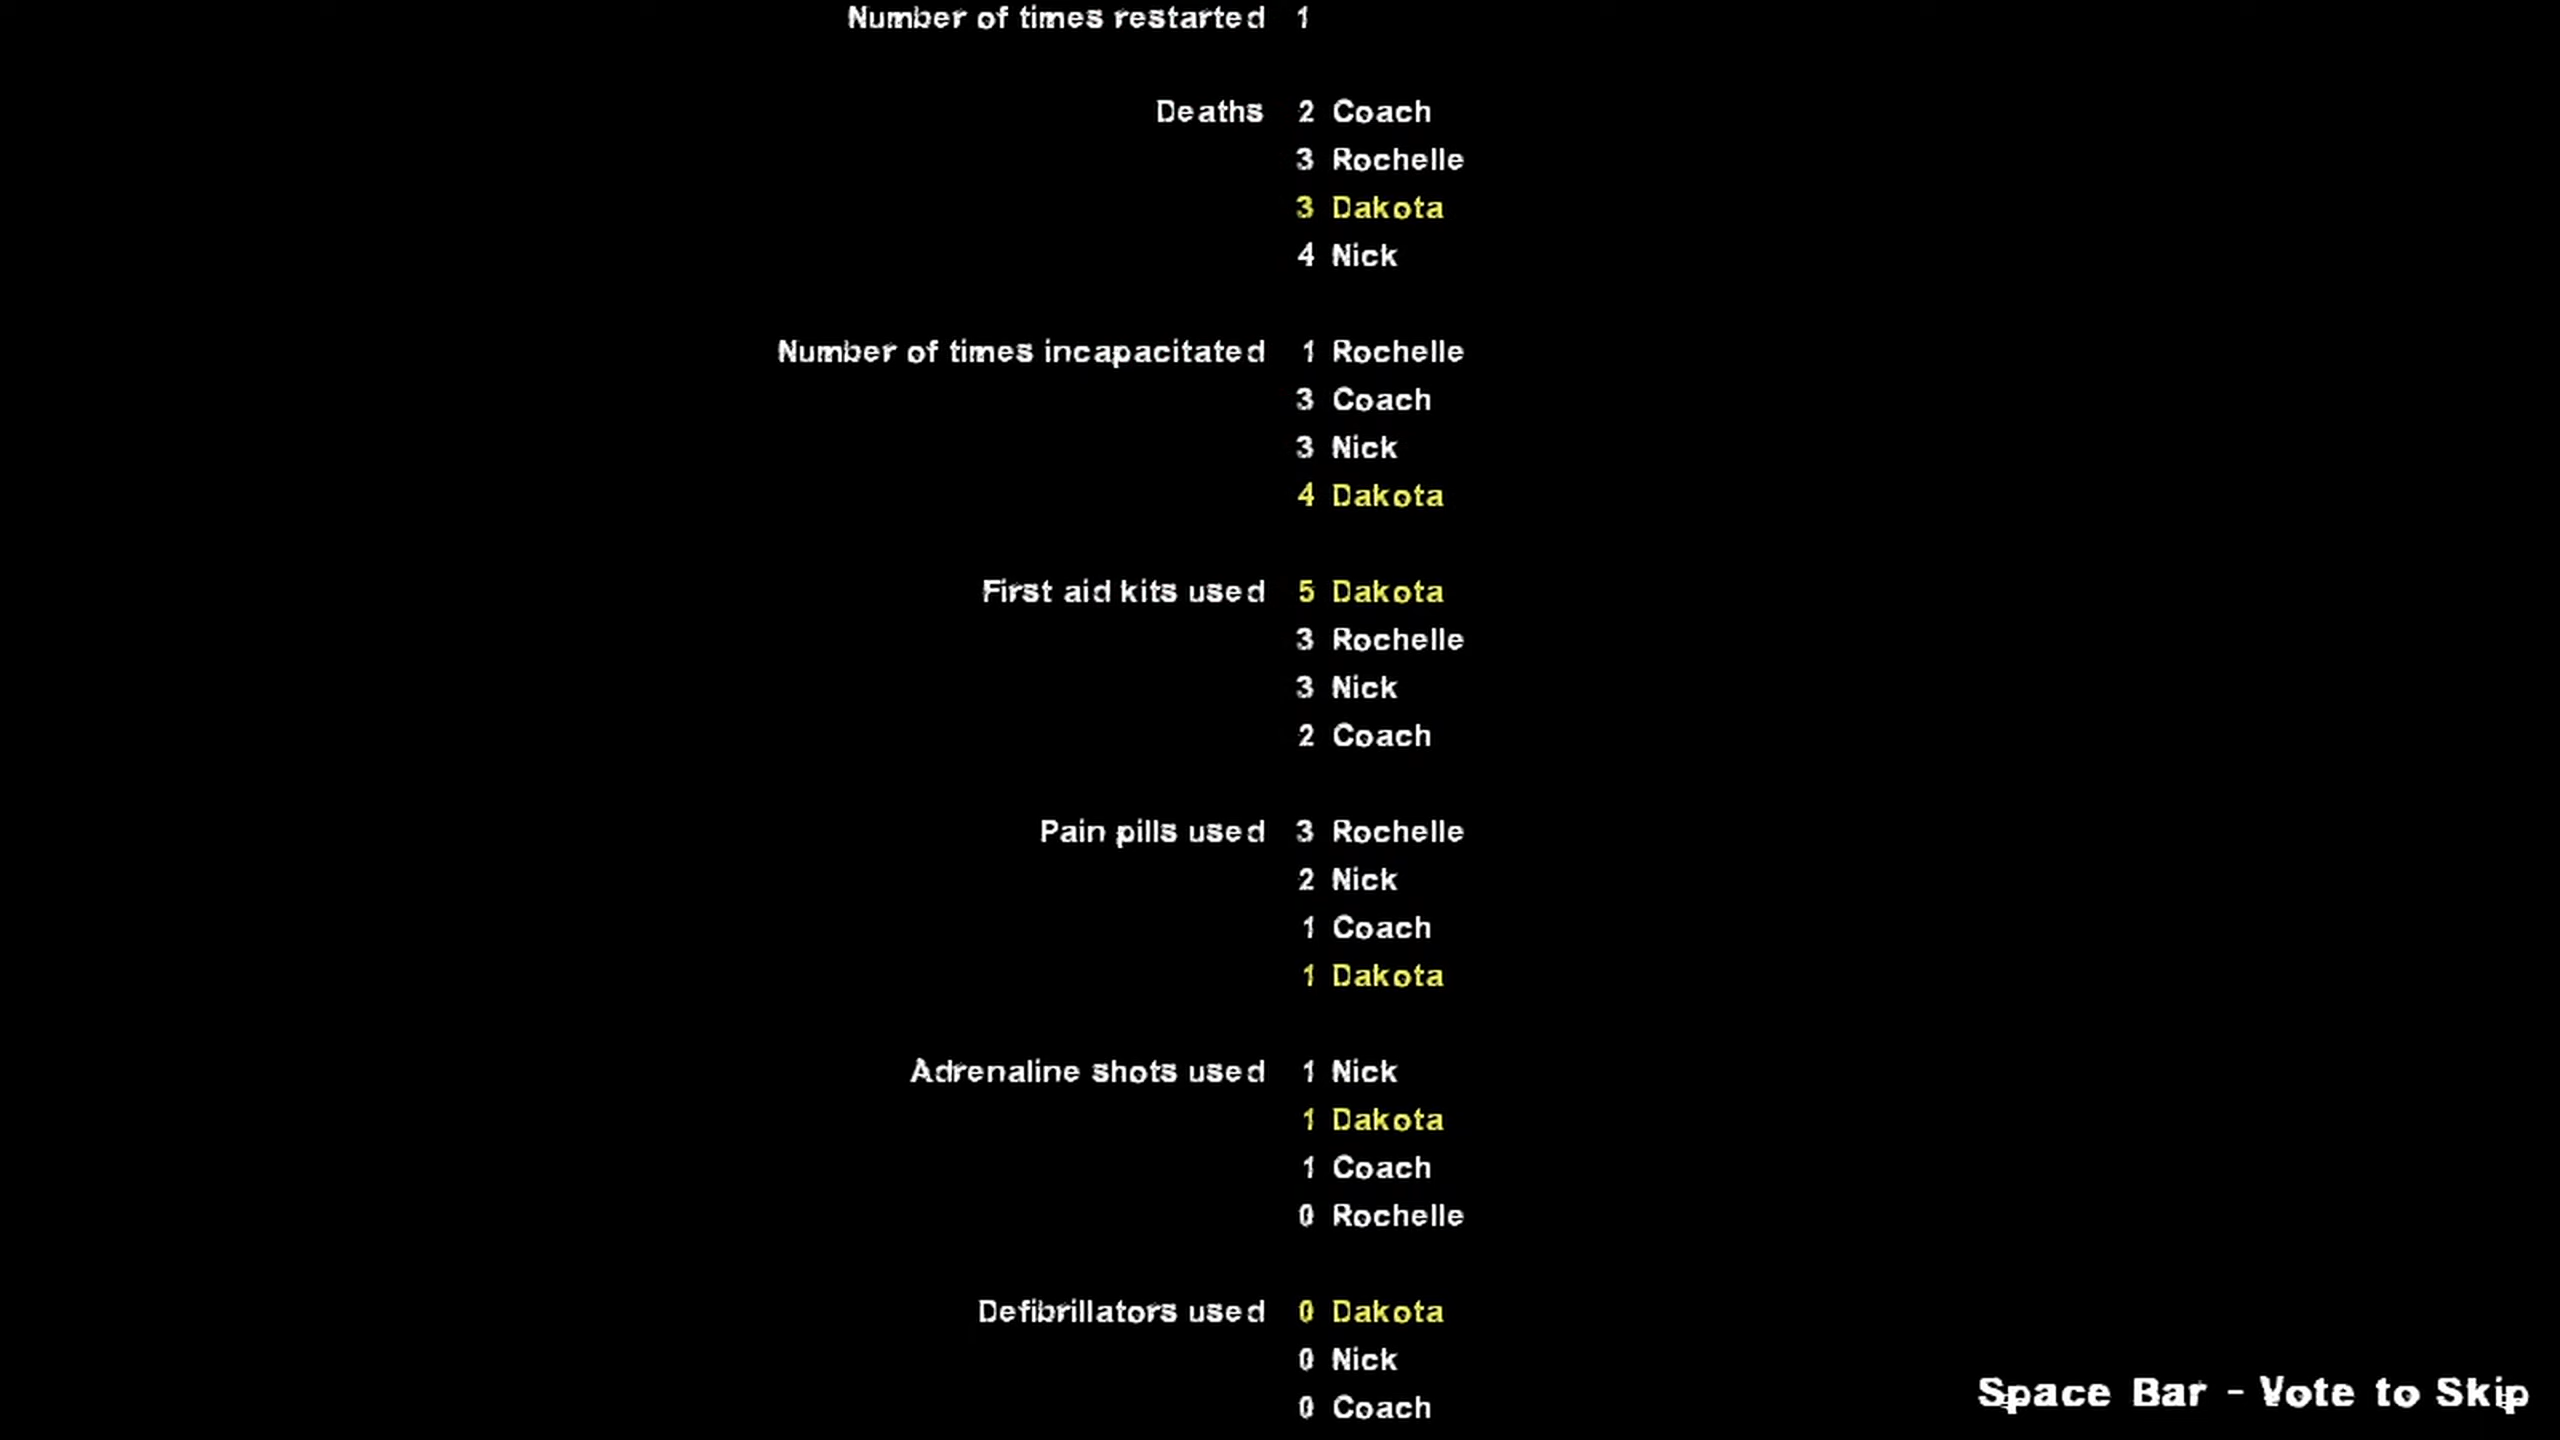 Number of times restarted 1
Deaths 2 Coach
3 Rochelle
3 Dakota
4 Nick
Number of times incapacitated 1 Rochelle
3 Coach
3 Nick
4 Dakota
First aid kits used 5 Dakota
3 Rochelle
3 Nick
2 Coach
Pain pills used 3 Rochelle
2 Nick
1 Coach
1 Dakota
Adrenaline shots used 1 Nick
1 Dakota
1 Coach
0 Rochelle
Defibrillators used 0 Dakota
0 Nick
0 Coach
Space Bar - Vote to Skip